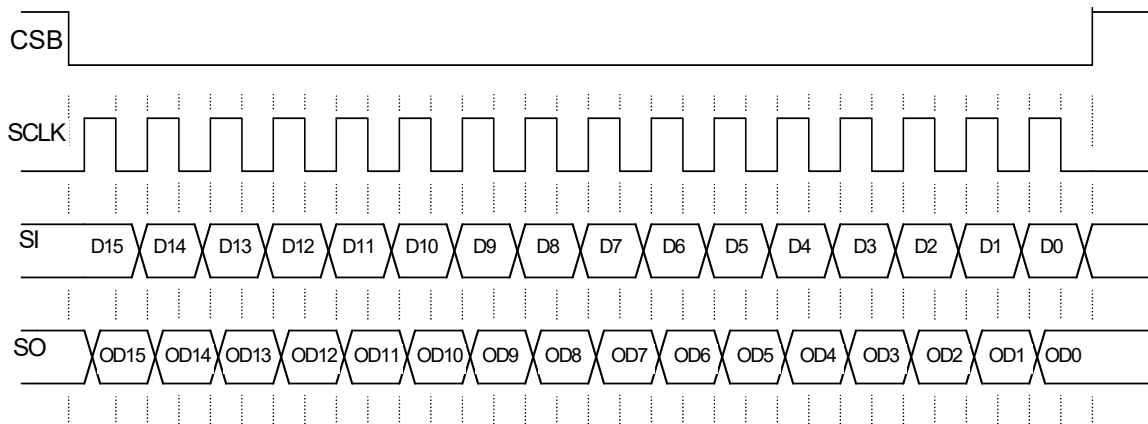 CSB
SCLK
SI D15 D14 D13 D12 D11 D10 D9 D8 D7 D6 D5 D4 D3 D2 D1 D0
SO OD15 OD14 OD13 OD12 OD11 OD10 OD9 OD8 OD7 OD6 OD5 OD4 OD3 OD2 OD1 OD0